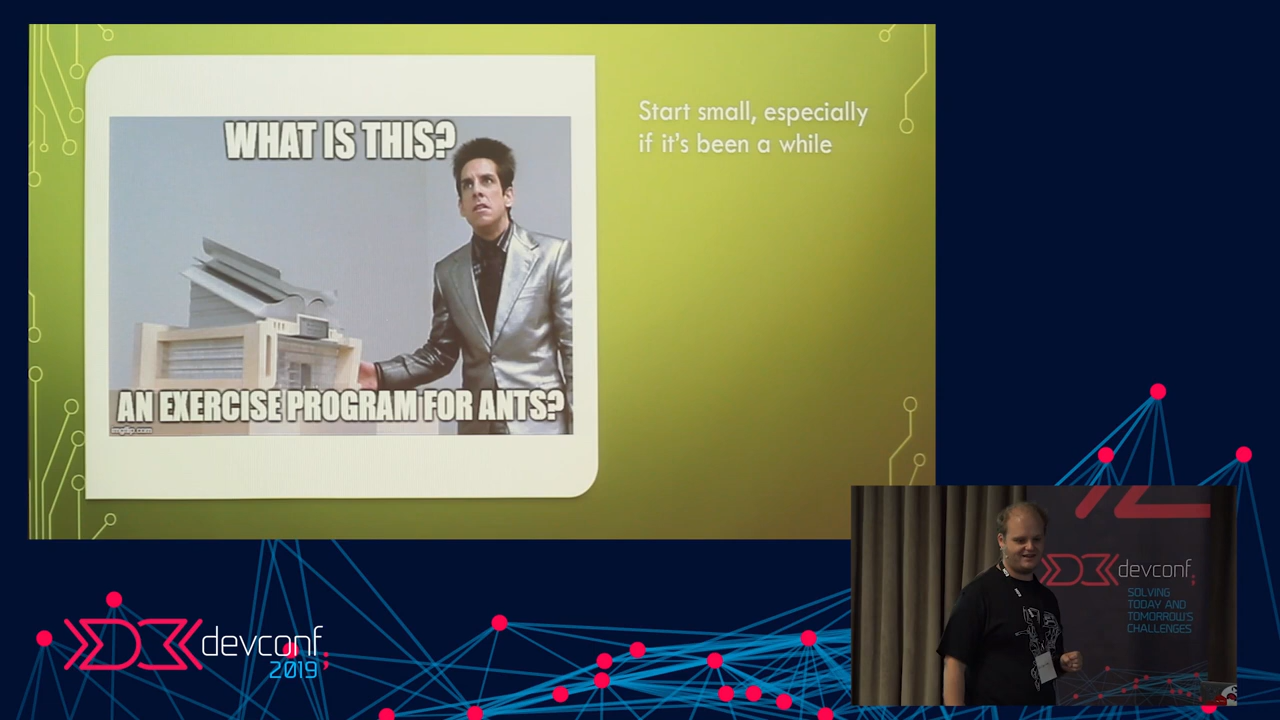 WHAT IS THIS?
AN EXERCISE PROGRAM FOR ANTS?
imgflip.com
Start small, especially
if it's been a while
devconf;
2019
devconf;
SOLVING
TODAY AND
TOMORROW'S
CHALLENGES